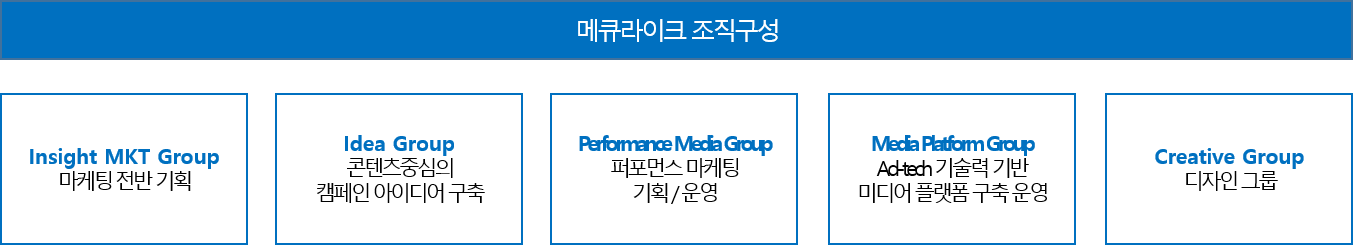 메큐라이크 조직구성
Insight MKT Group
마케팅 전반 기획
Idea Group
콘텐츠중심의
캠페인 아이디어 구축
Performance Media Group
퍼포먼스 마케팅
기획 / 운영
Media Platform Group
Ad-tech 기술력 기반
미디어 플랫폼 구축 운영
Creative Group
디자인 그룹